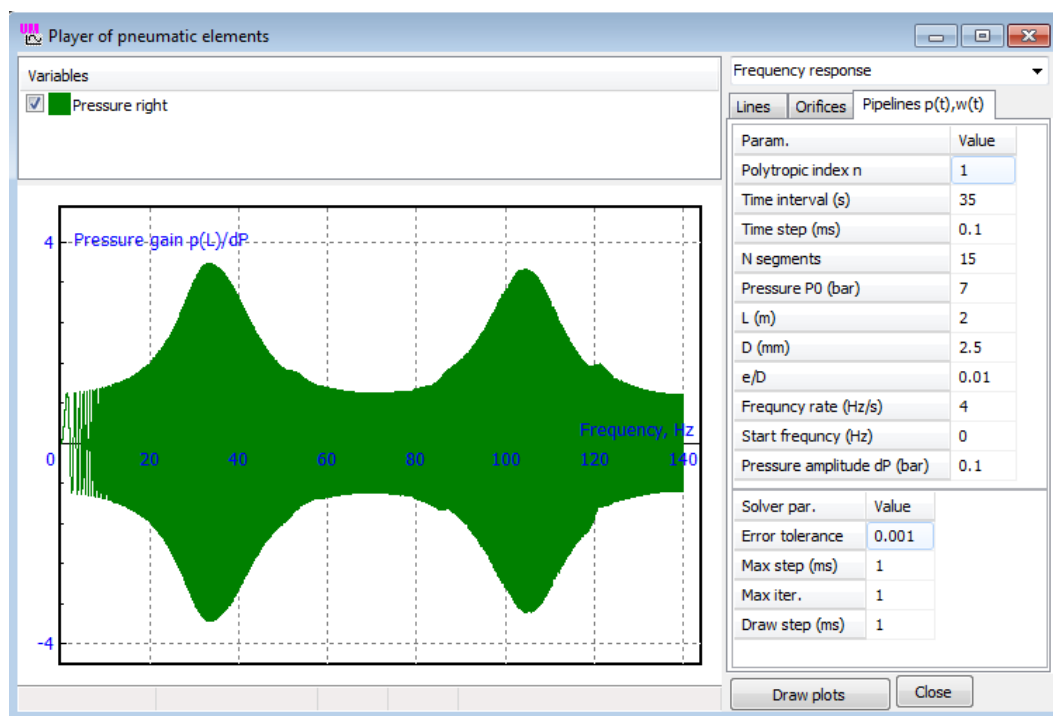 UM Player of pneumatic elements
Variables
Pressure right
4 Pressure gain p(L)/dP
Frequency, Hz
0 20 40 60 80 100 120 140
-4
Frequency response
Lines Orifices Pipelines p(t),w(t)
Param. Value
Polytropic index n 1
Time interval (s) 35
Time step (ms) 0.1
N segments 15
Pressure P0 (bar) 7
L (m) 2
D (mm) 2.5
e/D 0.01
Frequncy rate (Hz/s) 4
Start frequncy (Hz) 0
Pressure amplitude dP (bar) 0.1
Solver par. Value
Error tolerance 0.001
Max step (ms) 1
Max iter. 1
Draw step (ms) 1
Draw plots Close